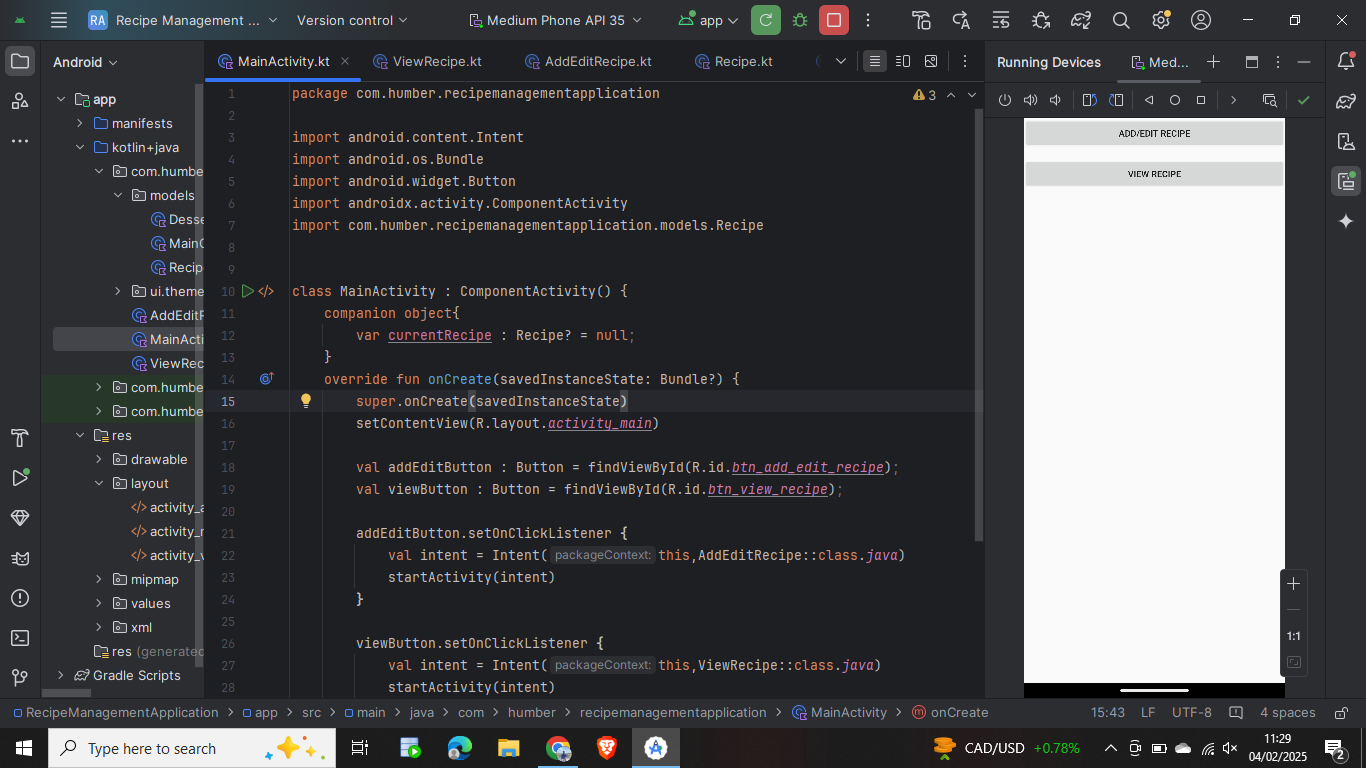 RA Recipe Management ... Version control Medium Phone API 35 app
Android
app
manifests
kotlin+java
com.humbe
models
Desse
MainC
Recip
ui.theme
AddEditR
MainActi
ViewRec
com.humbe
com.humbe
res
drawable
layout
activity_a
activity_m
activity_v
mipmap
values
xml
res (generated)
Gradle Scripts
MainActivity.kt ViewRecipe.kt AddEditRecipe.kt Recipe.kt
3
1 package com.humber.recipemanagementapplication
2
3 import android.content.Intent
4 import android.os.Bundle
5 import android.widget.Button
6 import androidx.activity.ComponentActivity
7 import com.humber.recipemanagementapplication.models.Recipe
8
9
10 class MainActivity : ComponentActivity() {
11 companion object{
12 var currentRecipe : Recipe? = null;
13 }
14 override fun onCreate(savedInstanceState: Bundle?) {
15 super.onCreate(savedInstanceState)
16 setContentView(R.layout.activity_main)
17
18 val addEditButton : Button = findViewById(R.id.btn_add_edit_recipe);
19 val viewButton : Button = findViewById(R.id.btn_view_recipe);
20
21 addEditButton.setOnClickListener {
22 val intent = Intent( packageContext: this,AddEditRecipe::class.java)
23 startActivity(intent)
24 }
25
26 viewButton.setOnClickListener {
27 val intent = Intent( packageContext: this,ViewRecipe::class.java)
28 startActivity(intent)
Running Devices Med...
ADD/EDIT RECIPE
VIEW RECIPE
1:1
RecipeManagementApplication > app > src > main > java > com > humber > recipemanagementapplication > MainActivity > onCreate 15:43 LF UTF-8 4 spaces
Type here to search
CAD/USD +0.78%
11:29
04/02/2025
2